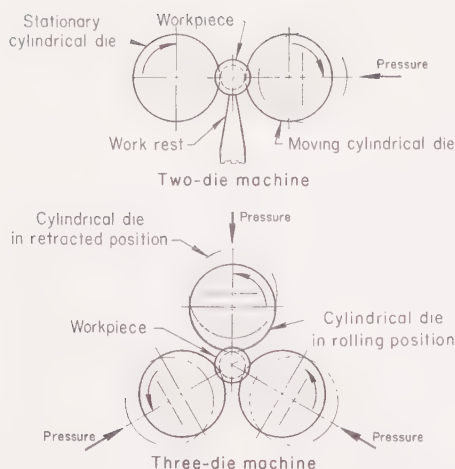 Stationary
cylindrical die
Workpiece
Pressure
Work rest
Moving cylindrical die
Two-die machine
Cylindrical die
in retracted position
Pressure
Workpiece
Cylindrical die
in rolling position
Pressure
Pressure
Three-die machine